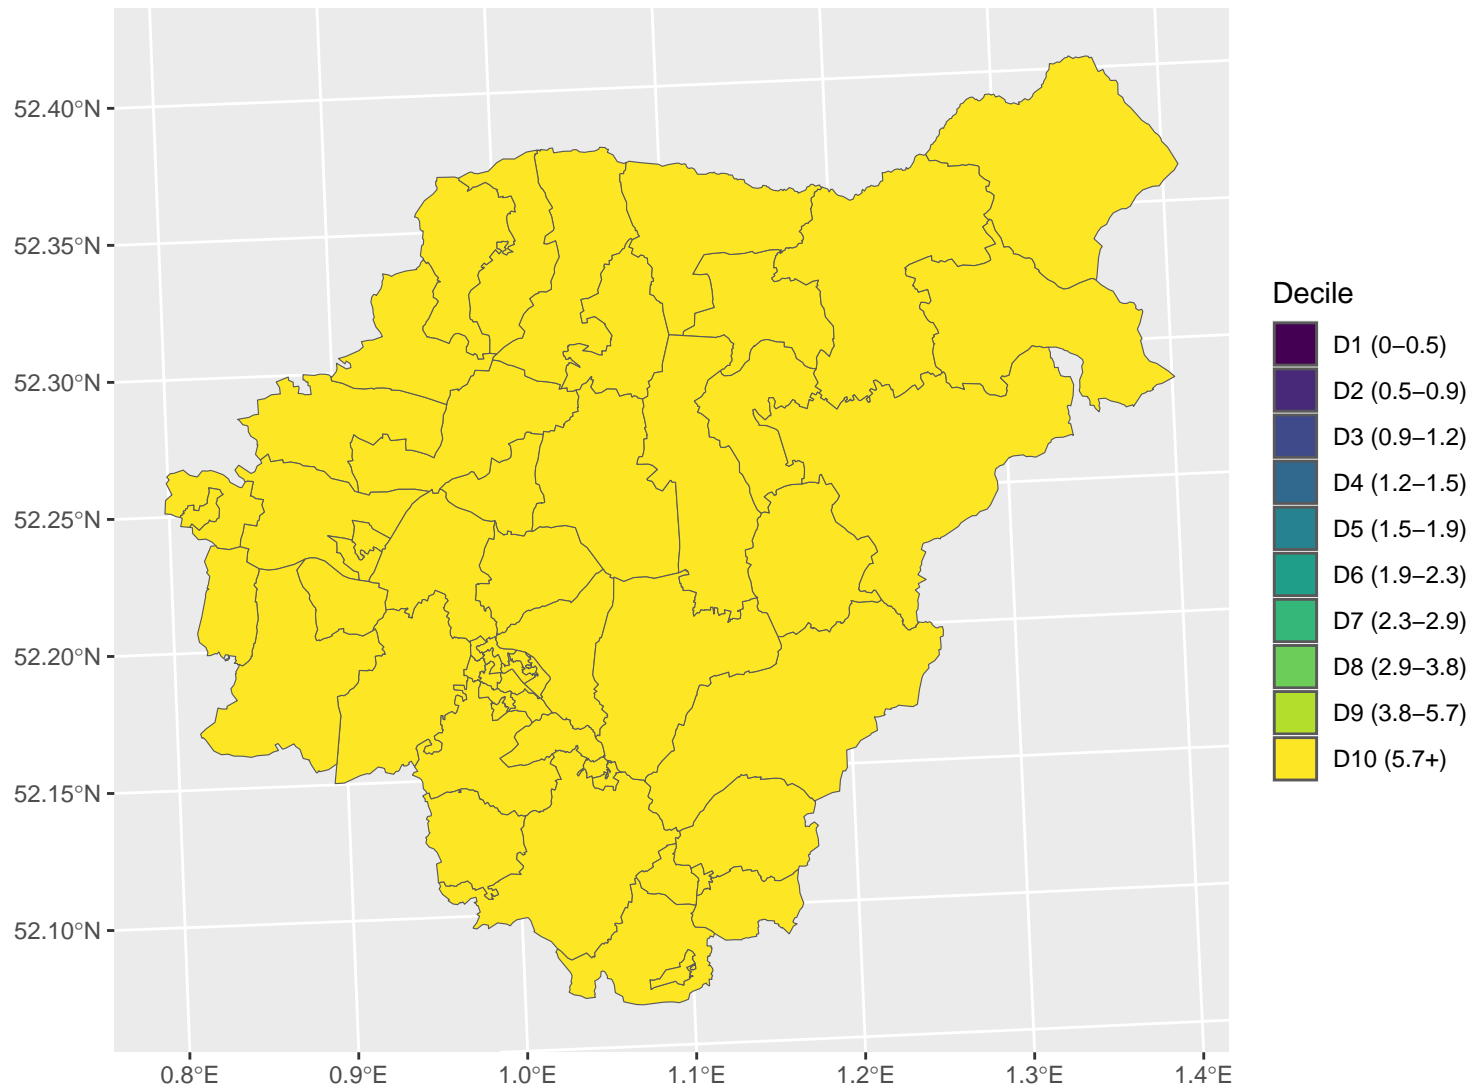 52.40°N
52.35°N
52.30°N
52.25°N
52.20°N
52.15°N
52.10°N
0.8°E
0.9°E
1.0°E
1.1°E
1.2°E
1.3°E
1.4°E
Decile
D1 (0–0.5)
D2 (0.5–0.9)
D3 (0.9–1.2)
D4 (1.2–1.5)
D5 (1.5–1.9)
D6 (1.9–2.3)
D7 (2.3–2.9)
D8 (2.9–3.8)
D9 (3.8–5.7)
D10 (5.7+)